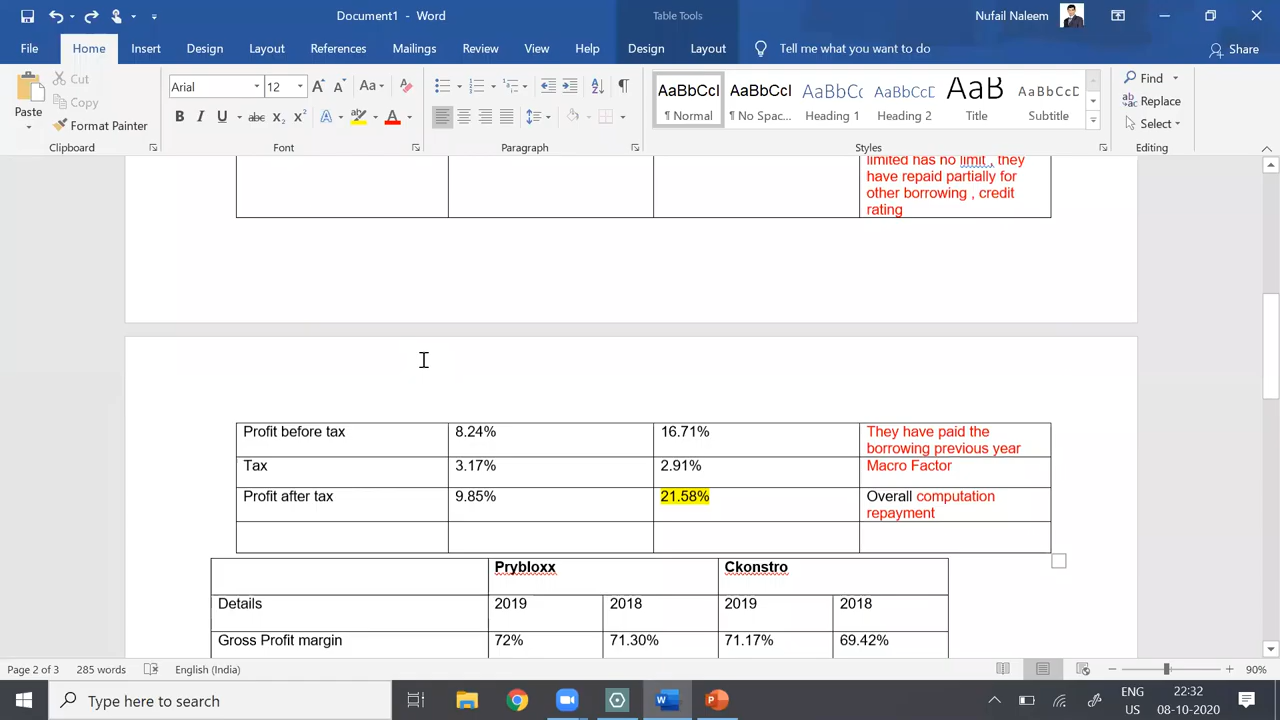 Document1 - Word
Table Tools
Nufail Naleem
File Home Insert Design Layout References Mailings Review View Help Design Layout Tell me what you want to do Share
Cut
Copy
Paste
Format Painter
Clipboard
Arial 12
B I U abc x₂ x² A A
Aa
Font
Paragraph
AaBbCcI AaBbCcI AaBbCc AaBbCcD AaB AaBbCcD
¶ Normal ¶ No Spac... Heading 1 Heading 2 Title Subtitle
Styles
Find
Replace
Select
Editing
limited has no limit , they
have repaid partially for
other borrowing , credit
rating
Profit before tax 8.24% 16.71% They have paid the
borrowing previous year
Tax 3.17% 2.91% Macro Factor
Profit after tax 9.85% 21.58% Overall computation
repayment
Prybloxx Ckonstro
Details 2019 2018 2019 2018
Gross Profit margin 72% 71.30% 71.17% 69.42%
Page 2 of 3 285 words English (India) 90%
Type here to search
ENG
US
22:32
08-10-2020